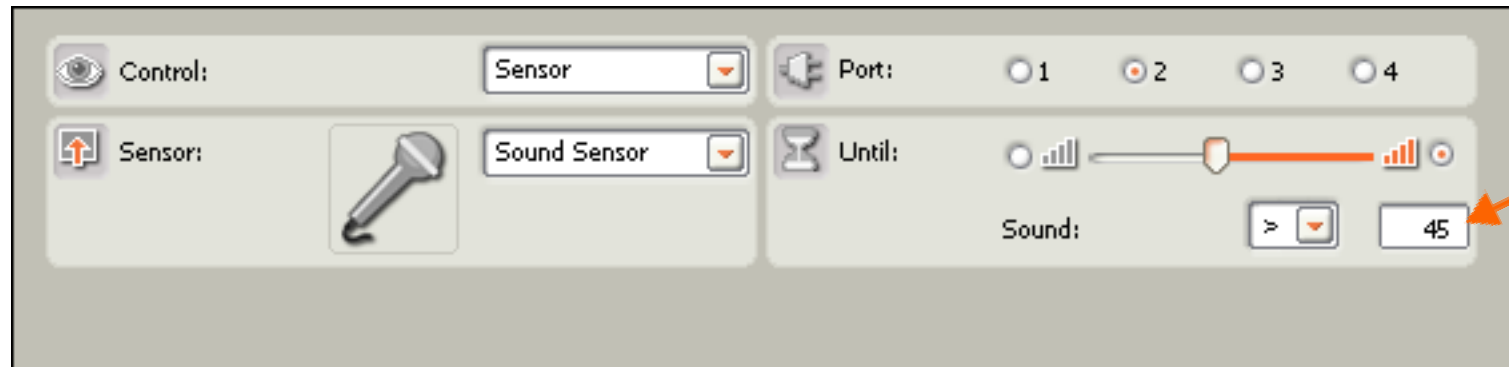 Control: Sensor
Port: 1 2 3 4
Sensor: Sound Sensor
Until:
Sound: > 45